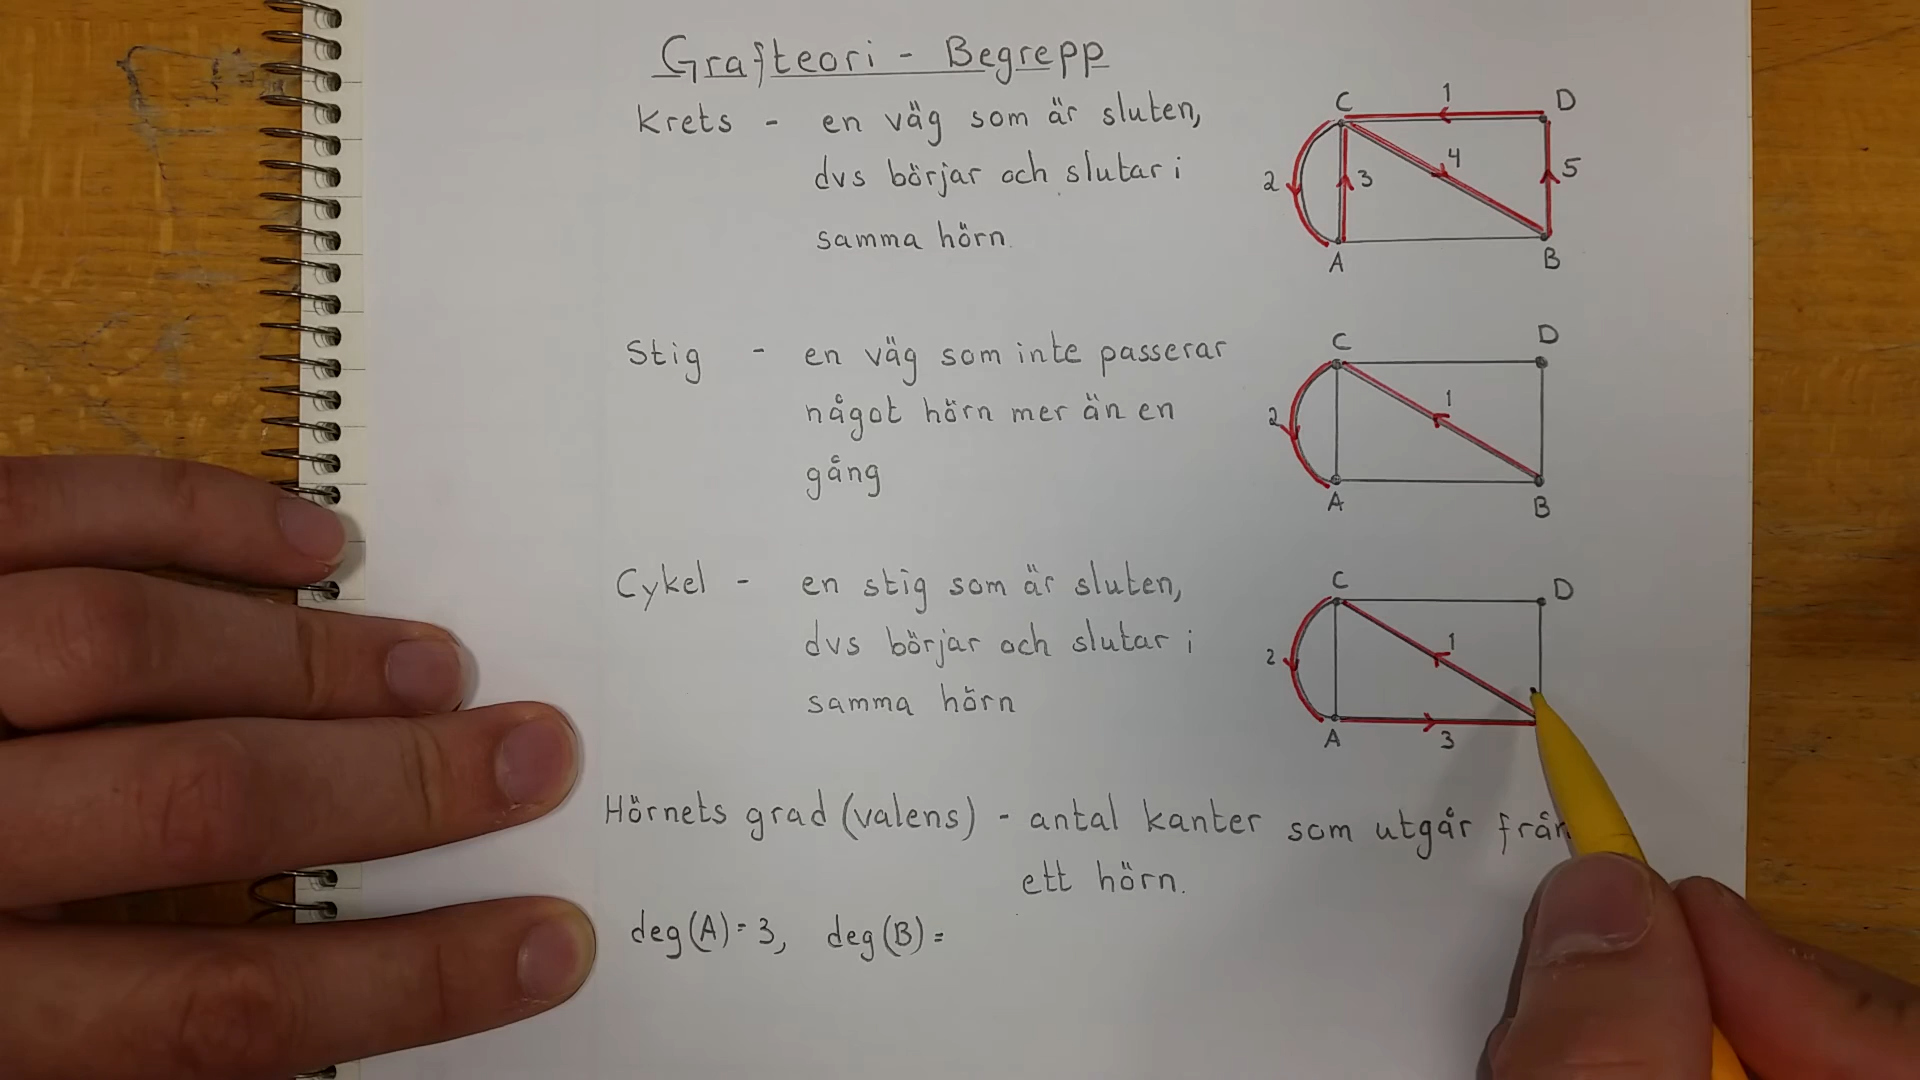 Grafteori - Begrepp
Krets - en väg som är sluten,
dvs börjar och slutar i
samma hörn.
C 1 D
2 3 4 5
A B
Stig - en väg som inte passerar
något hörn mer än en
gång
C D
2 1
A B
Cykel - en stig som är sluten,
dvs börjar och slutar i
samma hörn
C D
2 1
A 3
Hörnets grad (valens) - antal kanter som utgår från
ett hörn.
deg(A) = 3, deg(B) =